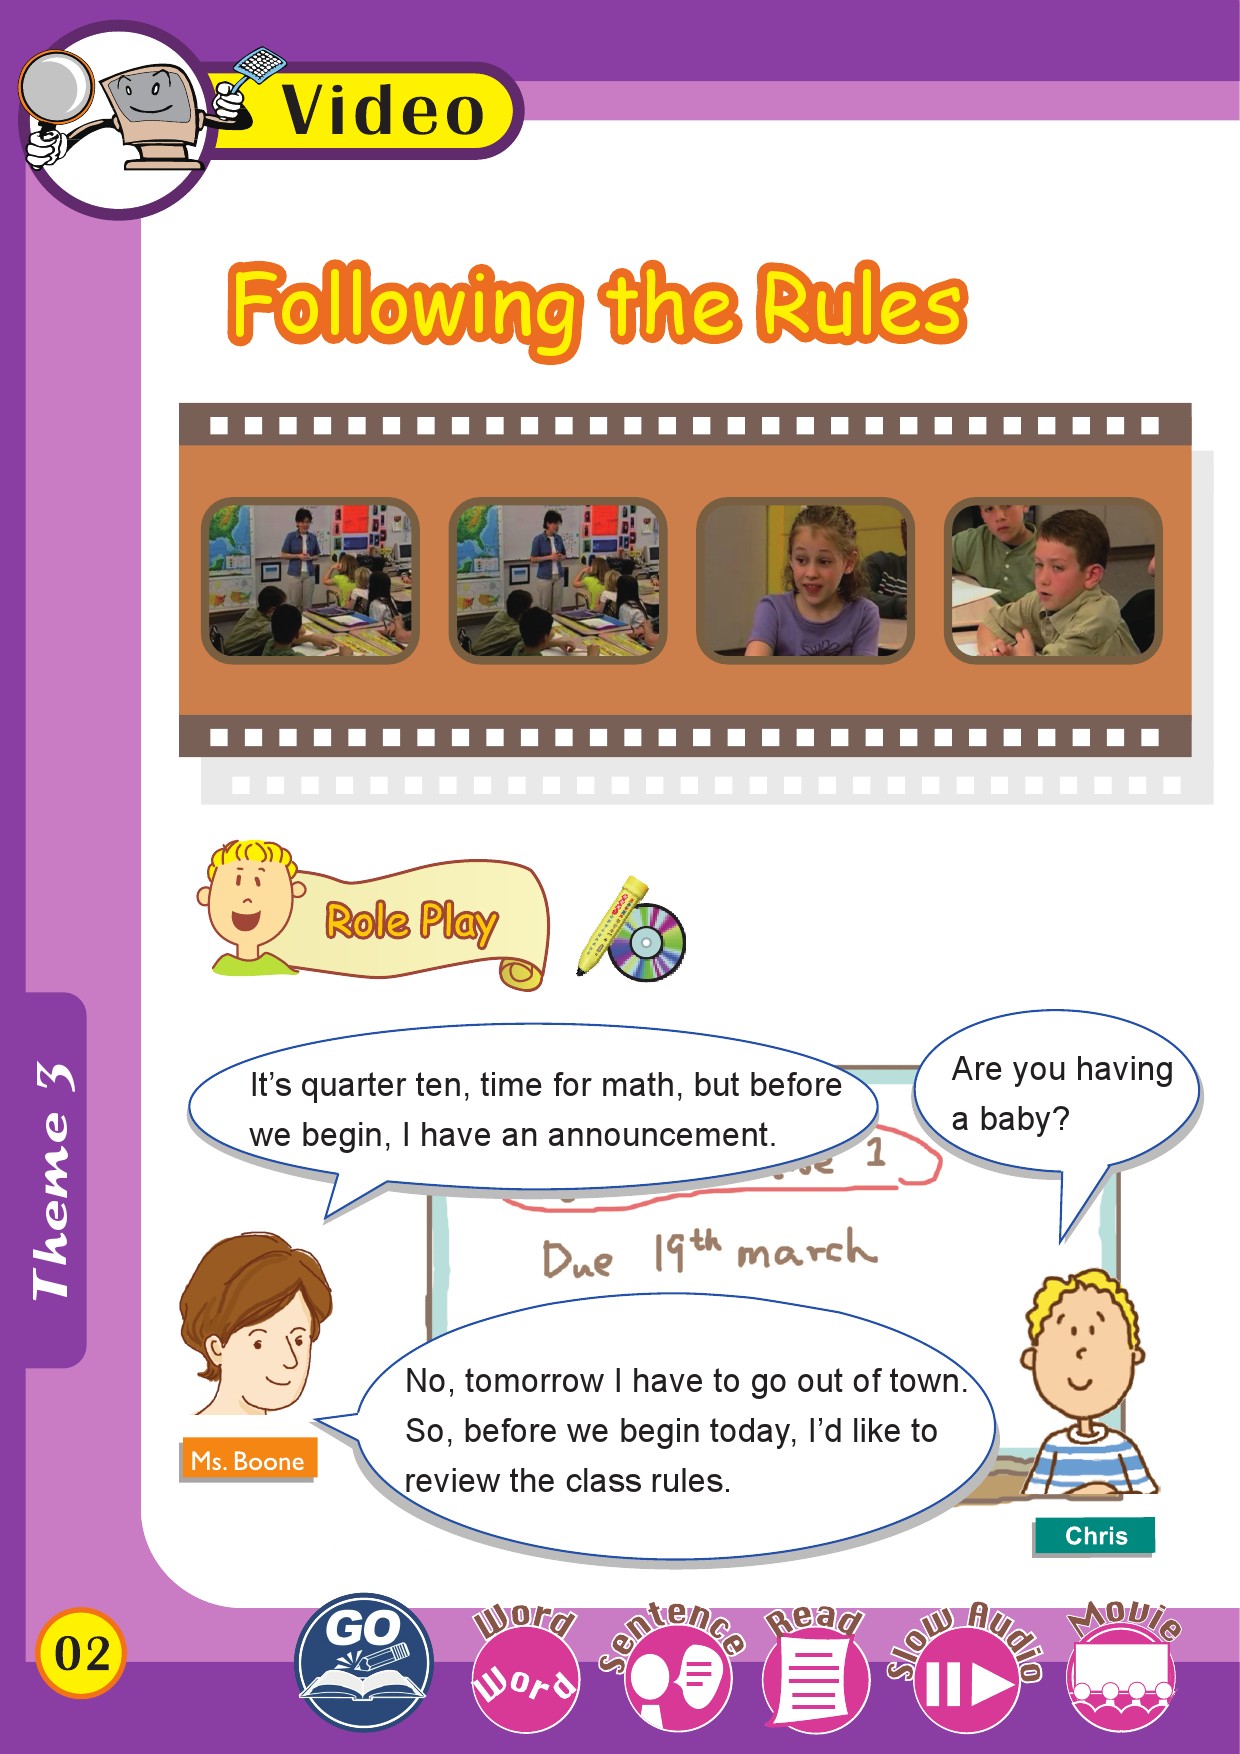 Video
Following the Rules
Role Play
It's quarter ten, time for math, but before
we begin, I have an announcement.
Are you having
a baby?
1
Due 19th march
No, tomorrow I have to go out of town.
So, before we begin today, I'd like to
review the class rules.
Ms. Boone
Chris
Theme 3
02
GO
Word
Word
Sentence
Read
Slow Audio
Movie